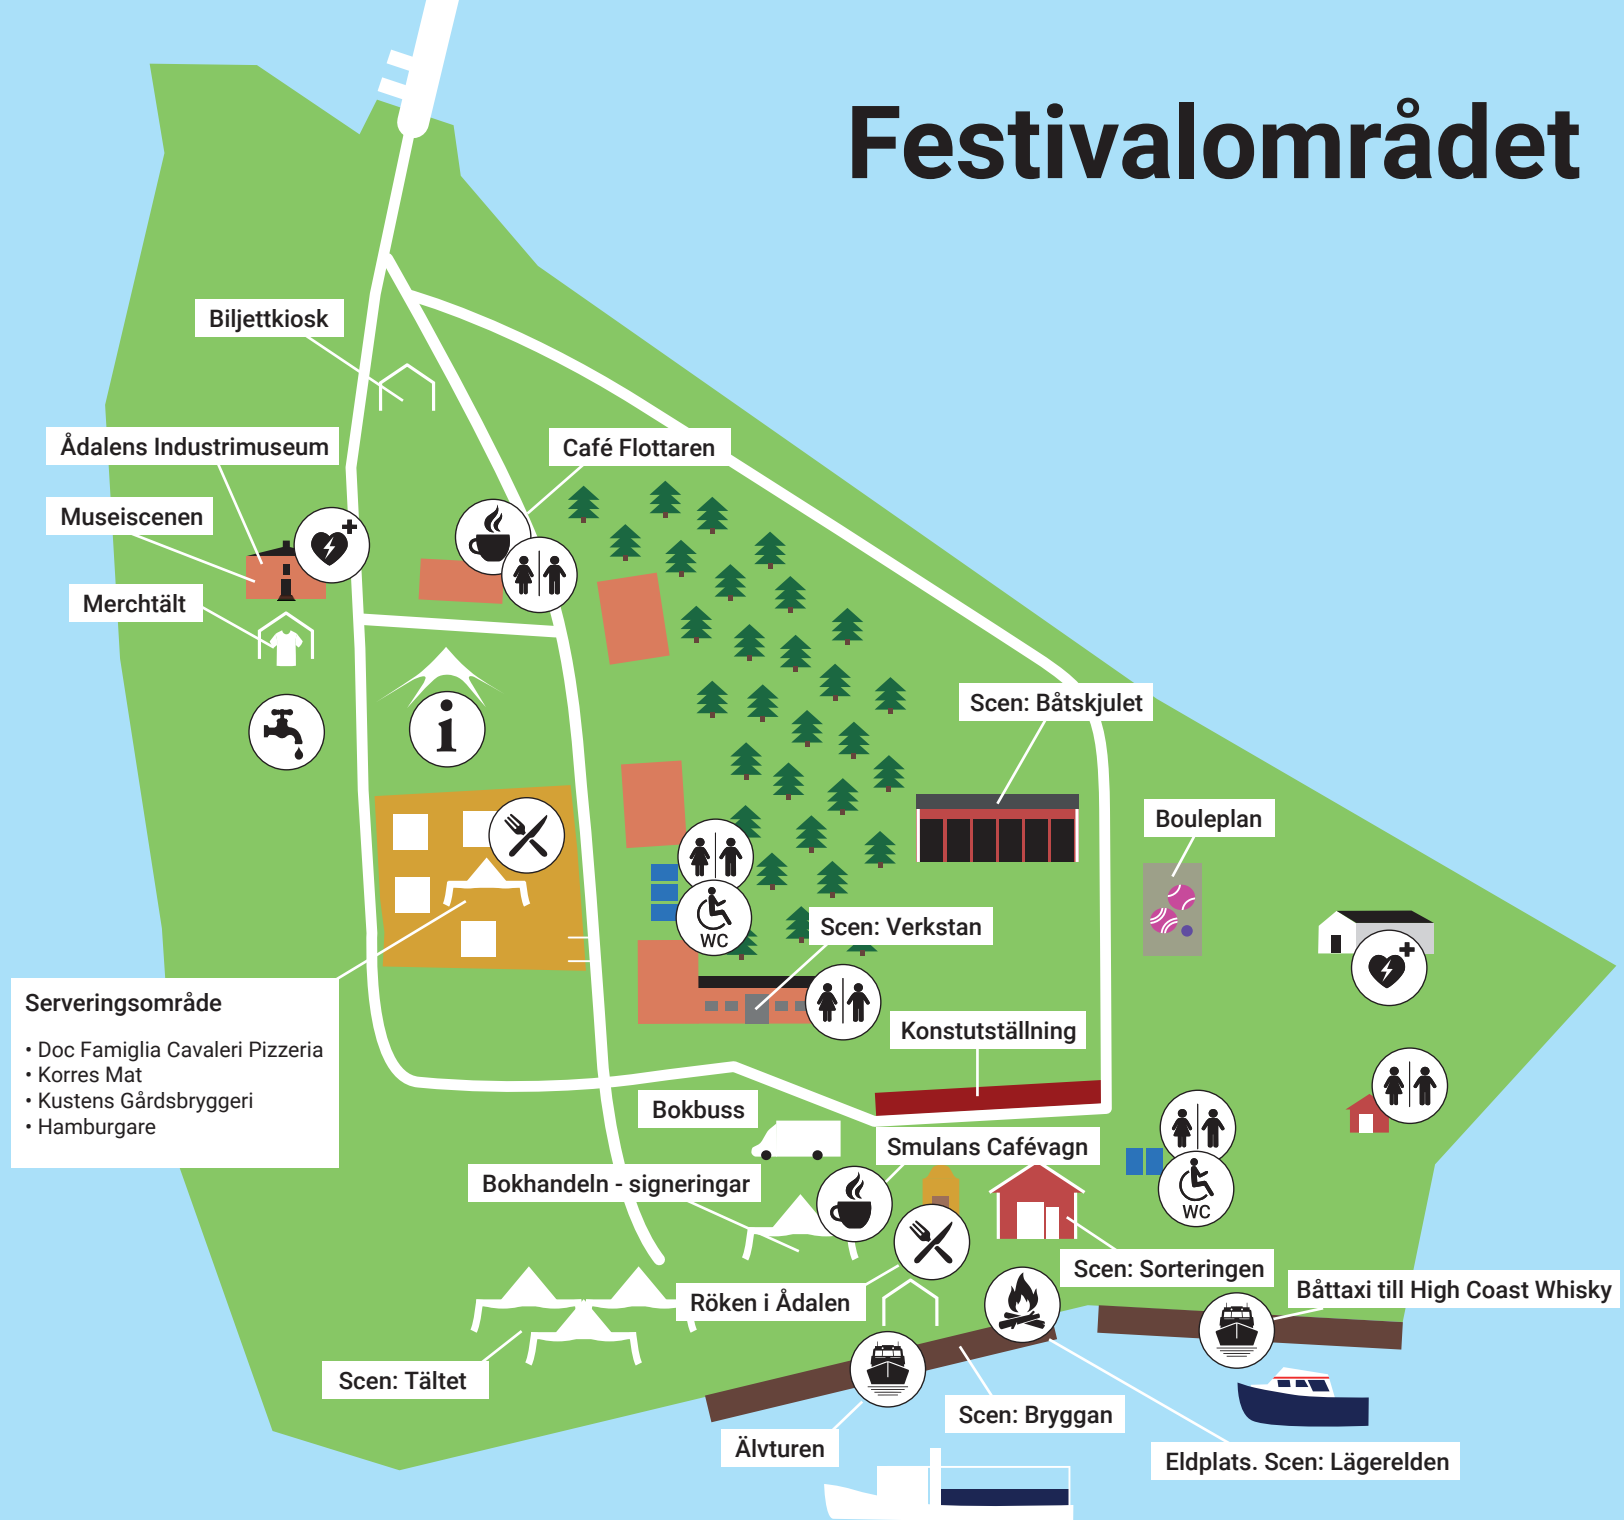 Festivalområdet
Biljettkiosk
Ådalens Industrimuseum
Café Flottaren
Museiscenen
Merchtält
i
Scen: Båtskjulet
Bouleplan
WC
Scen: Verkstan
Serveringsområde
• Doc Famiglia Cavaleri Pizzeria
• Korres Mat
• Kustens Gårdsbryggeri
• Hamburgare
Konstutställning
Bokbuss
Smulans Cafévagn
Bokhandeln - signeringar
WC
Scen: Sorteringen
Båttaxi till High Coast Whisky
Röken i Ådalen
Scen: Tältet
Scen: Bryggan
Älvturen
Eldplats. Scen: Lägerelden